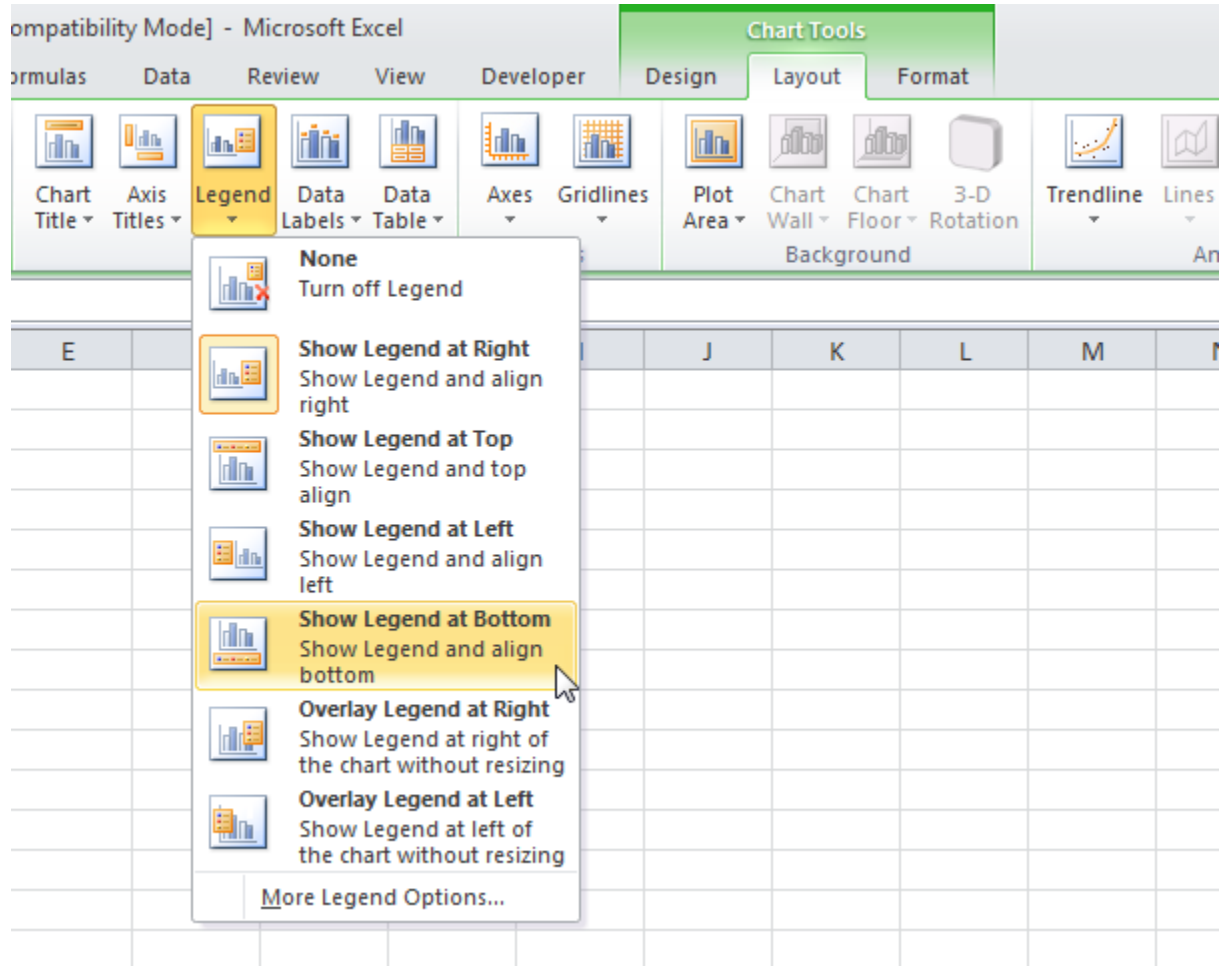 ompatibility Mode] - Microsoft Excel
Chart Tools
ormulas Data Review View Developer Design Layout Format
Chart Title Axis Titles Legend Data Labels Data Table Axes Gridlines Plot Area Chart Wall Chart Floor 3-D Rotation Trendline Lines
Background An
None
Turn off Legend
E J K L M
Show Legend at Right
Show Legend and align
right
Show Legend at Top
Show Legend and top
align
Show Legend at Left
Show Legend and align
left
Show Legend at Bottom
Show Legend and align
bottom
Overlay Legend at Right
Show Legend at right of
the chart without resizing
Overlay Legend at Left
Show Legend at left of
the chart without resizing
More Legend Options...